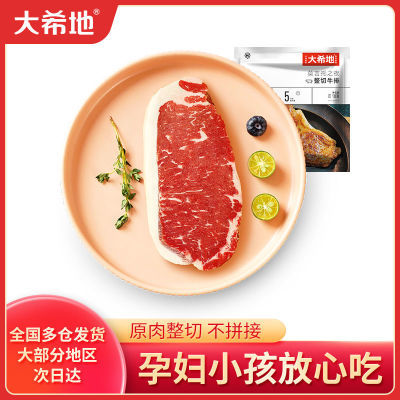 大希地
大希地
整切牛排
5
原肉整切 不拼接
全国多仓发货
大部分地区
次日达
孕妇小孩放心吃